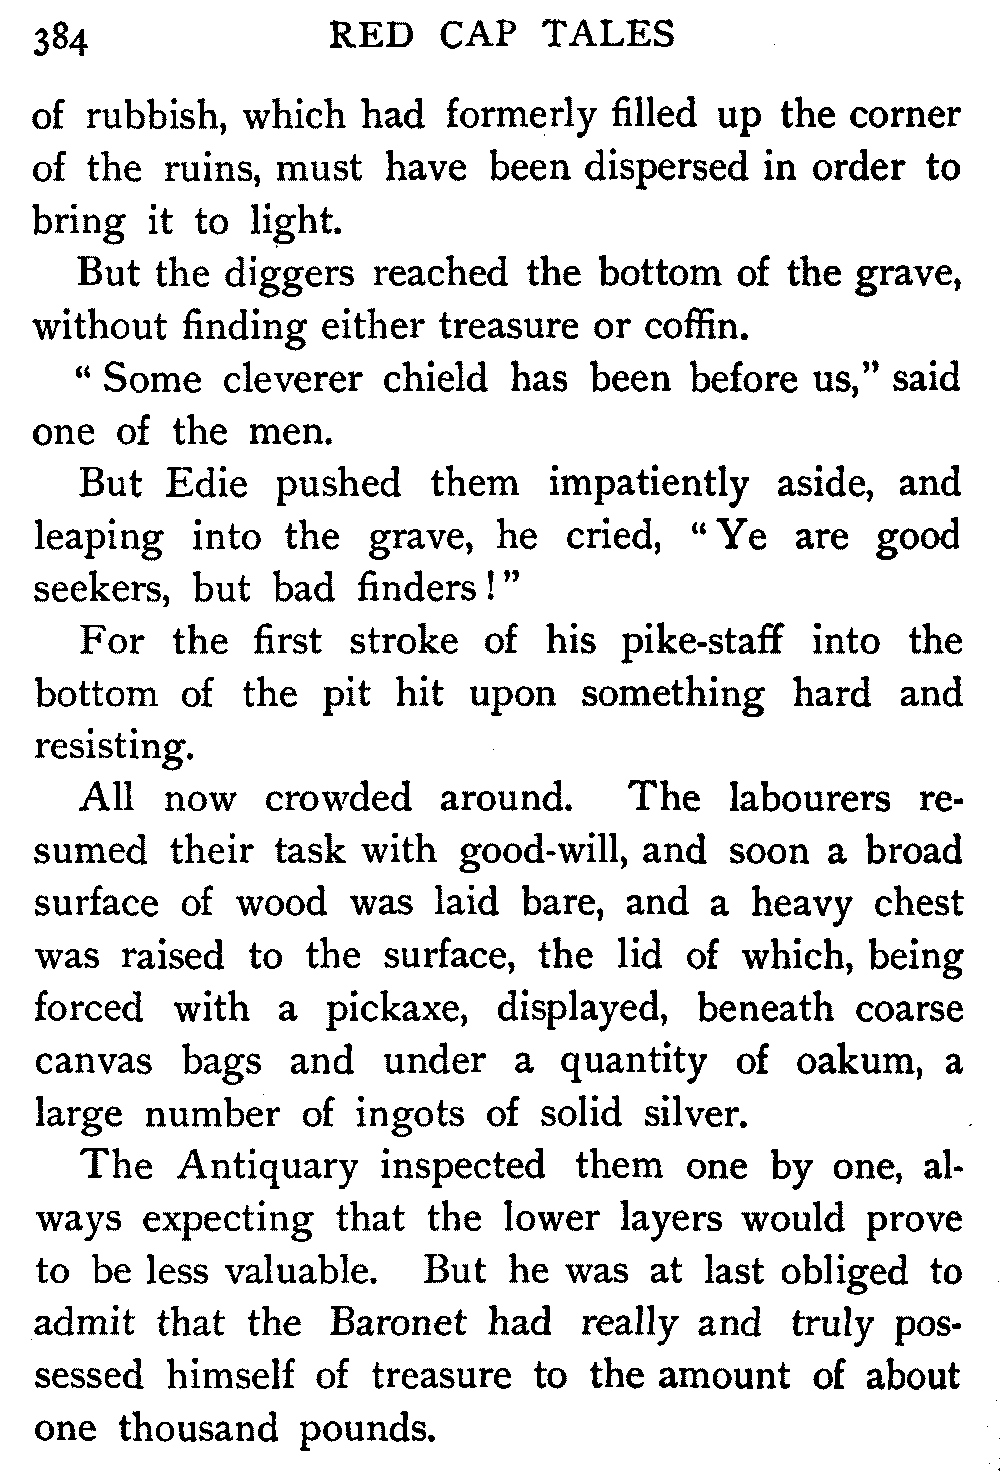 384 RED CAP TALES
of rubbish, which had formerly filled up the corner
of the ruins, must have been dispersed in order to
bring it to light.
But the diggers reached the bottom of the grave,
without finding either treasure or coffin.
“ Some cleverer chield has been before us,” said
one of the men.
But Edie pushed them impatiently aside, and
leaping into the grave, he cried, “ Ye are good
seekers, but bad finders ! ”
For the first stroke of his pike-staff into the
bottom of the pit hit upon something hard and
resisting.
All now crowded around. The labourers re-
sumed their task with good-will, and soon a broad
surface of wood was laid bare, and a heavy chest
was raised to the surface, the lid of which, being
forced with a pickaxe, displayed, beneath coarse
canvas bags and under a quantity of oakum, a
large number of ingots of solid silver.
The Antiquary inspected them one by one, al-
ways expecting that the lower layers would prove
to be less valuable. But he was at last obliged to
admit that the Baronet had really and truly pos-
sessed himself of treasure to the amount of about
one thousand pounds.